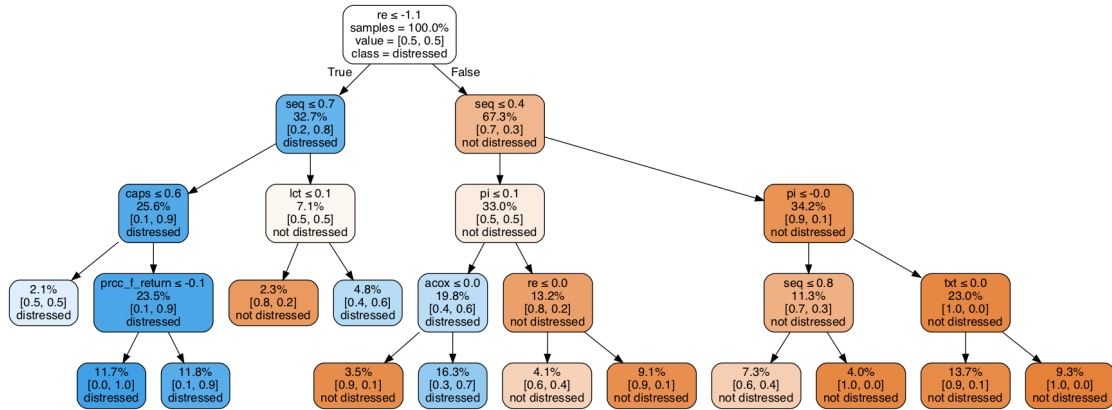 re ≤ -1.1
samples = 100.0%
value = [0.5, 0.5]
class = distressed
True
False
seq ≤ 0.7
32.7%
[0.2, 0.8]
distressed
seq ≤ 0.4
67.3%
[0.7, 0.3]
not distressed
caps ≤ 0.6
25.6%
[0.1, 0.9]
distressed
lct ≤ 0.1
7.1%
[0.5, 0.5]
not distressed
pi ≤ 0.1
33.0%
[0.5, 0.5]
not distressed
pi ≤ -0.0
34.2%
[0.9, 0.1]
not distressed
2.1%
[0.5, 0.5]
distressed
prcc_f_return ≤ -0.1
23.5%
[0.1, 0.9]
distressed
2.3%
[0.8, 0.2]
not distressed
4.8%
[0.4, 0.6]
distressed
acox ≤ 0.0
19.8%
[0.4, 0.6]
distressed
re ≤ 0.0
13.2%
[0.8, 0.2]
not distressed
seq ≤ 0.8
11.3%
[0.7, 0.3]
not distressed
txt ≤ 0.0
23.0%
[1.0, 0.0]
not distressed
11.7%
[0.0, 1.0]
distressed
11.8%
[0.1, 0.9]
distressed
3.5%
[0.9, 0.1]
not distressed
16.3%
[0.3, 0.7]
distressed
4.1%
[0.6, 0.4]
not distressed
9.1%
[0.9, 0.1]
not distressed
7.3%
[0.6, 0.4]
not distressed
4.0%
[1.0, 0.0]
not distressed
13.7%
[0.9, 0.1]
not distressed
9.3%
[1.0, 0.0]
not distressed